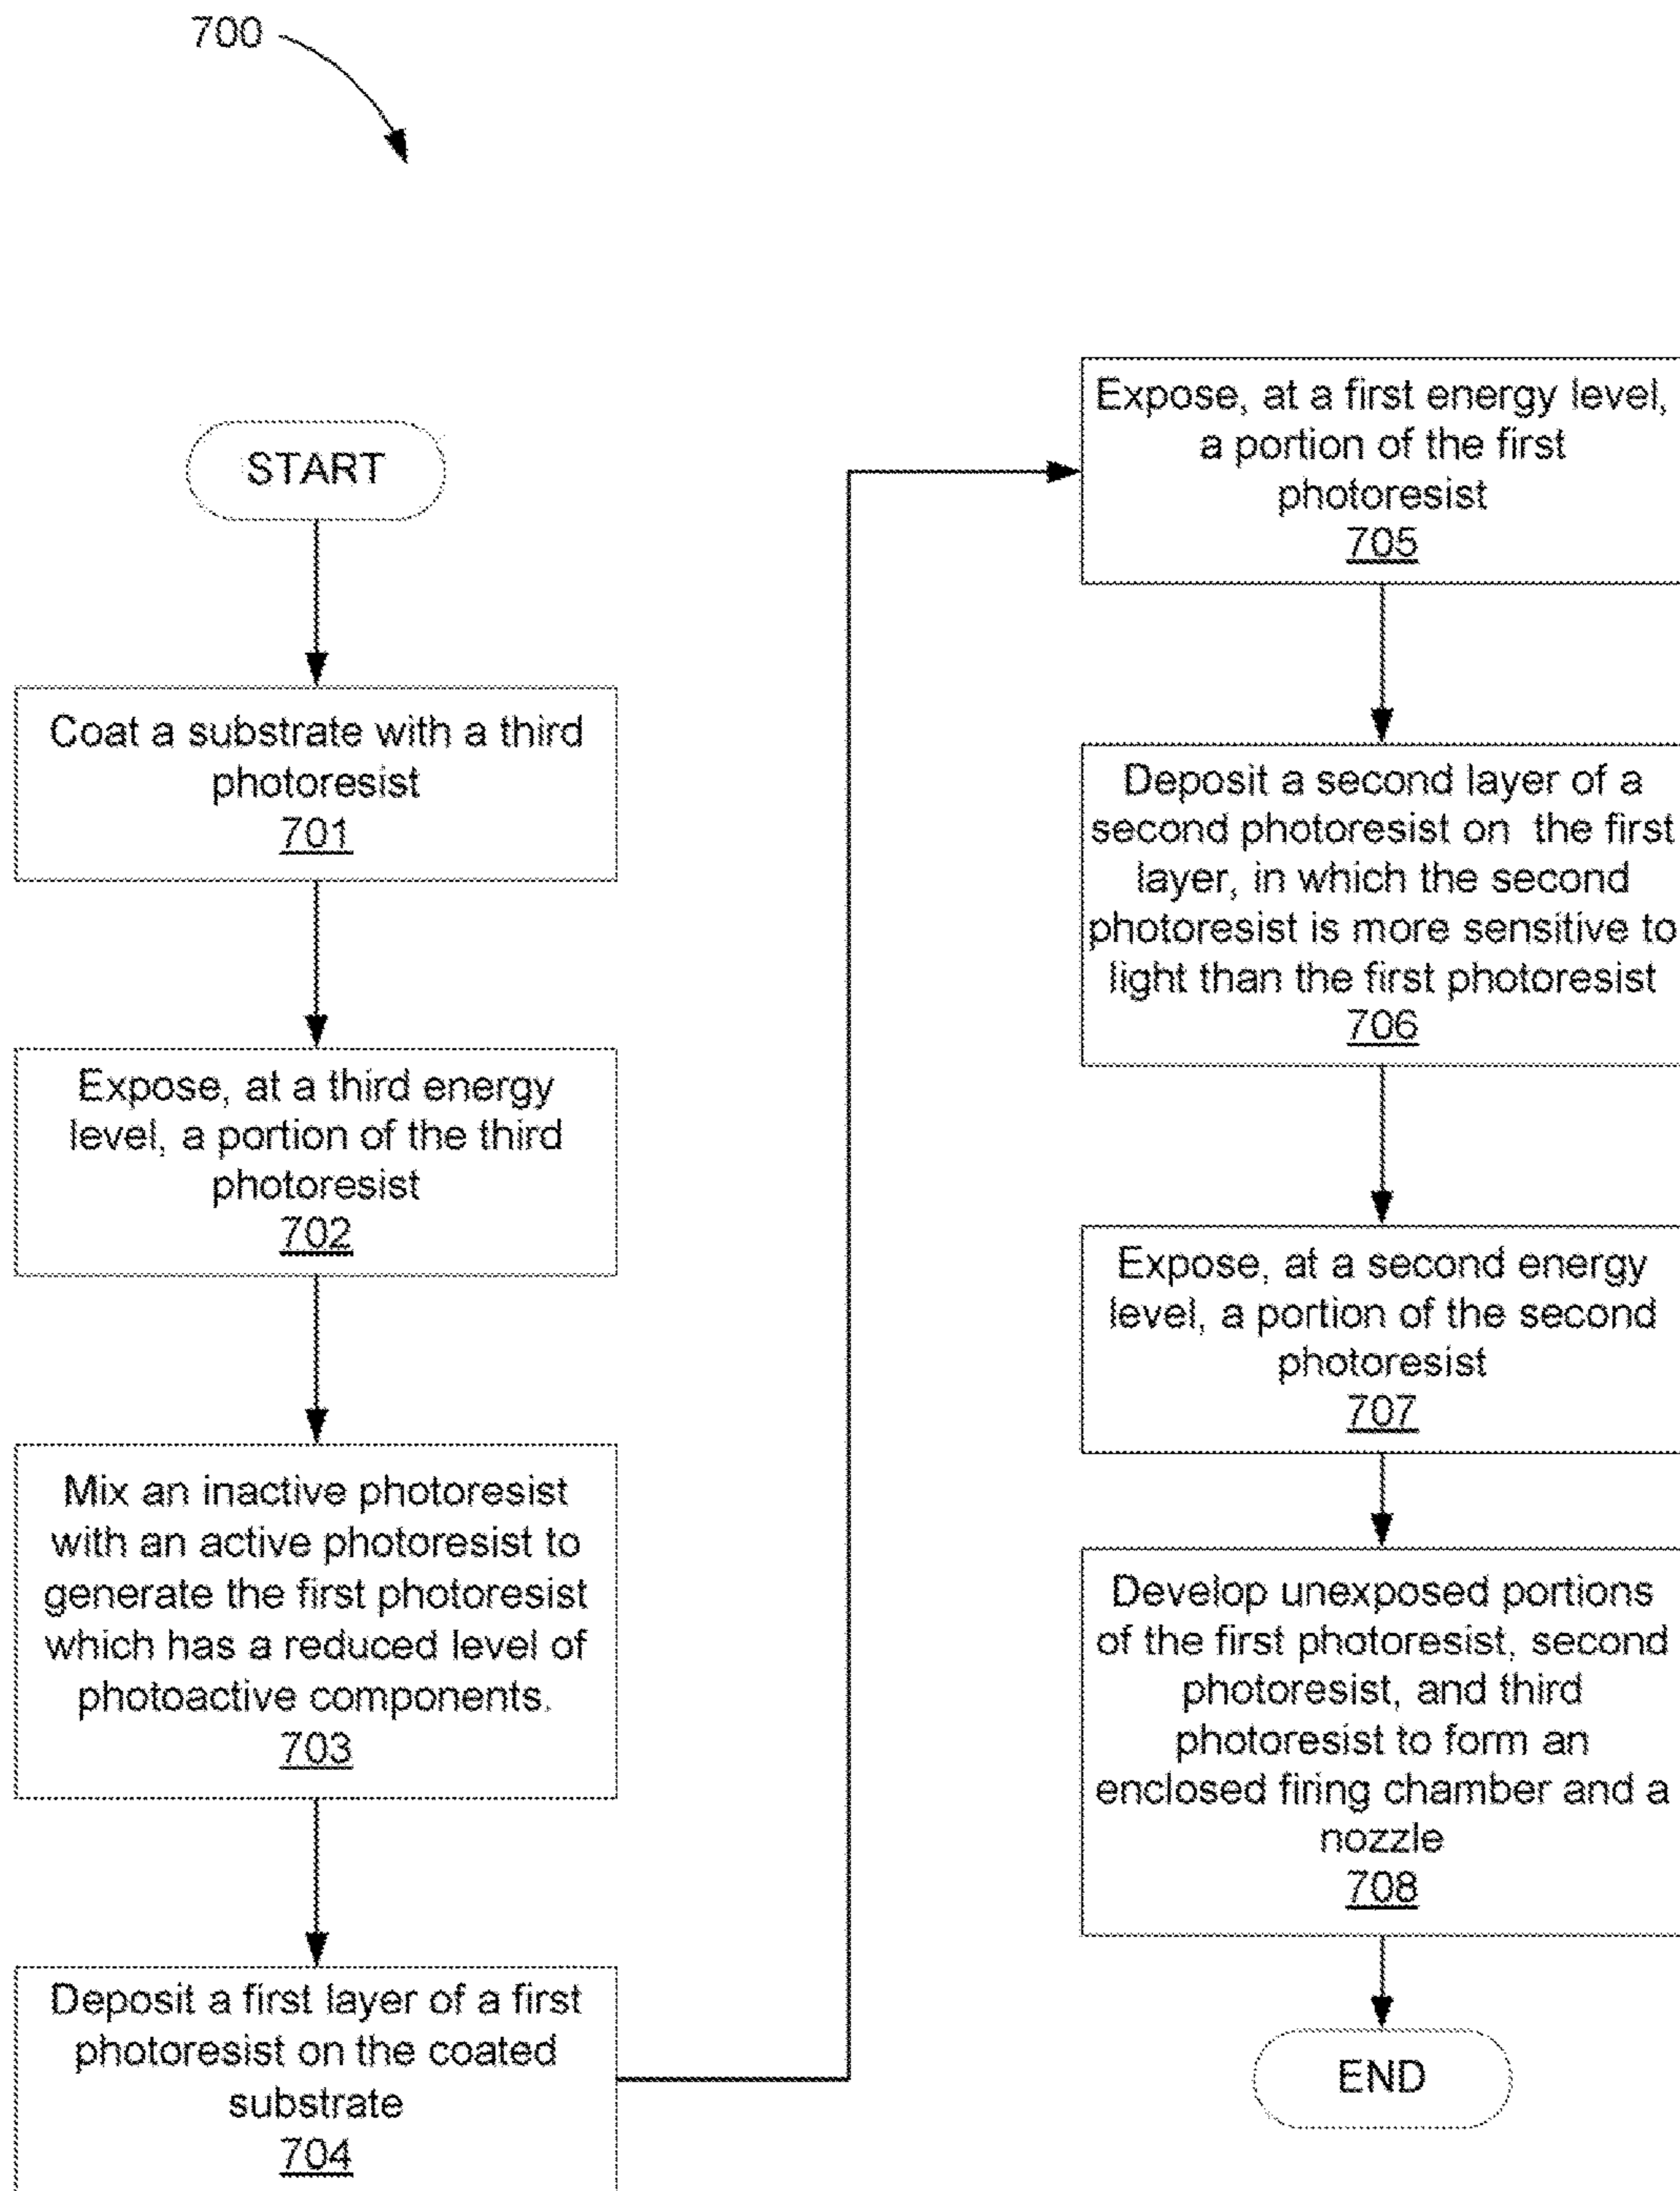 700
START
Coat a substrate with a third
photoresist
701
Expose, at a third energy
level, a portion of the third
photoresist
702
Mix an inactive photoresist
with an active photoresist to
generate the first photoresist
which has a reduced level of
photoactive components.
703
Deposit a first layer of a first
photoresist on the coated
substrate
704
Expose, at a first energy level,
a portion of the first
photoresist
705
Deposit a second layer of a
second photoresist on the first
layer, in which the second
photoresist is more sensitive to
light than the first photoresist
706
Expose, at a second energy
level, a portion of the second
photoresist
707
Develop unexposed portions
of the first photoresist, second
photoresist, and third
photoresist to form an
enclosed firing chamber and a
nozzle
708
END